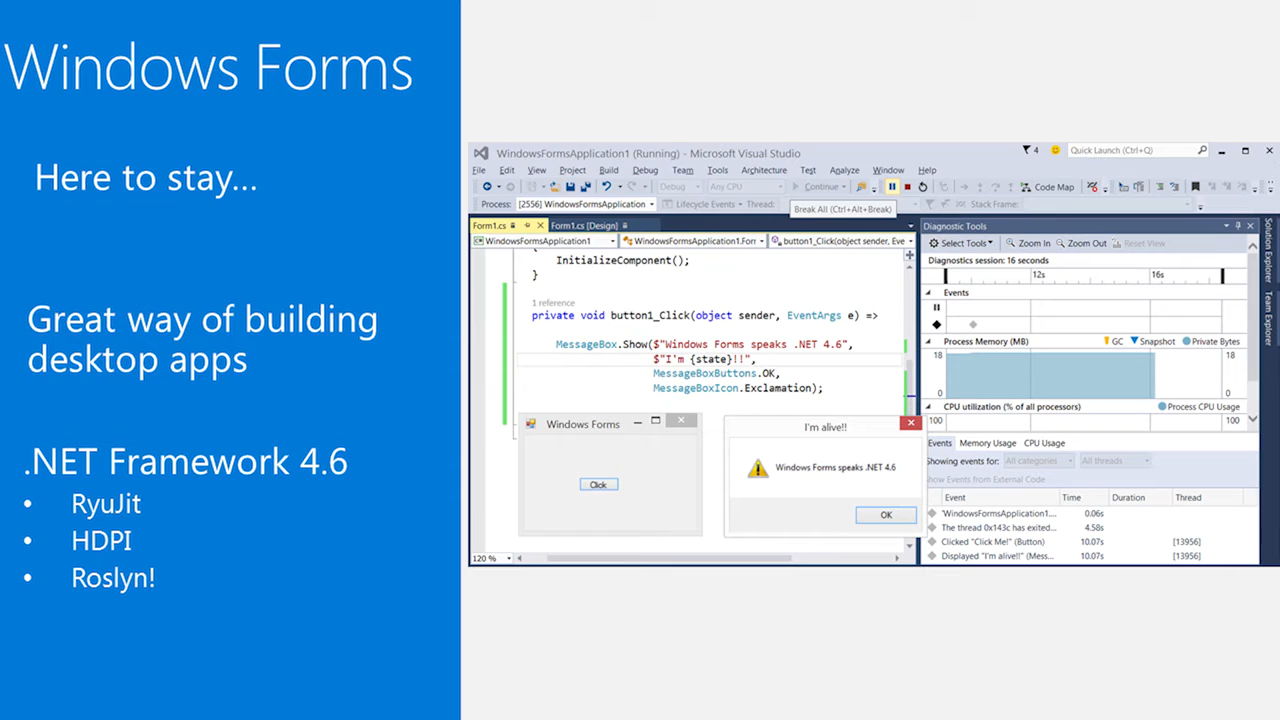 Windows Forms
Here to stay...
Great way of building
desktop apps
.NET Framework 4.6
• RyuJit
• HDPI
• Roslyn!
WindowsFormsApplication1 (Running) - Microsoft Visual Studio
4
Quick Launch (Ctrl+Q)
File Edit View Project Build Debug Team Tools Architecture Test Analyze Window Help
Debug Any CPU Continue Code Map
Process: [2556] WindowsFormsApplication Lifecycle Events Thread: Stack Frame:
Break All (Ctrl+Alt+Break)
Form1.cs Form1.cs [Design]
WindowsFormsApplication1 WindowsFormsApplication1.Forr button1_Click(object sender, Eve
InitializeComponent();
}
1 reference
private void button1_Click(object sender, EventArgs e) =>
MessageBox.Show($"Windows Forms speaks .NET 4.6",
$"I'm {state}!!",
MessageBoxButtons.OK,
MessageBoxIcon.Exclamation);
Windows Forms
Click
I'm alive!!
Windows Forms speaks .NET 4.6
OK
120 %
Diagnostic Tools
Select Tools Zoom In Zoom Out Reset View
Diagnostics session: 16 seconds
12s 16s
Events
Process Memory (MB) GC Snapshot Private Bytes
18 18
0 0
CPU utilization (% of all processors) Process CPU Usage
100 100
Events Memory Usage CPU Usage
Showing events for: All categories All threads
Show Events from External Code
Event Time Duration Thread
'WindowsFormsApplication1.... 0.06s
The thread 0x143c has exited... 4.58s
Clicked "Click Me!" (Button) 10.07s [13956]
Displayed "I'm alive!!" (Mess... 10.07s [13956]
Solution Explorer
Team Explorer